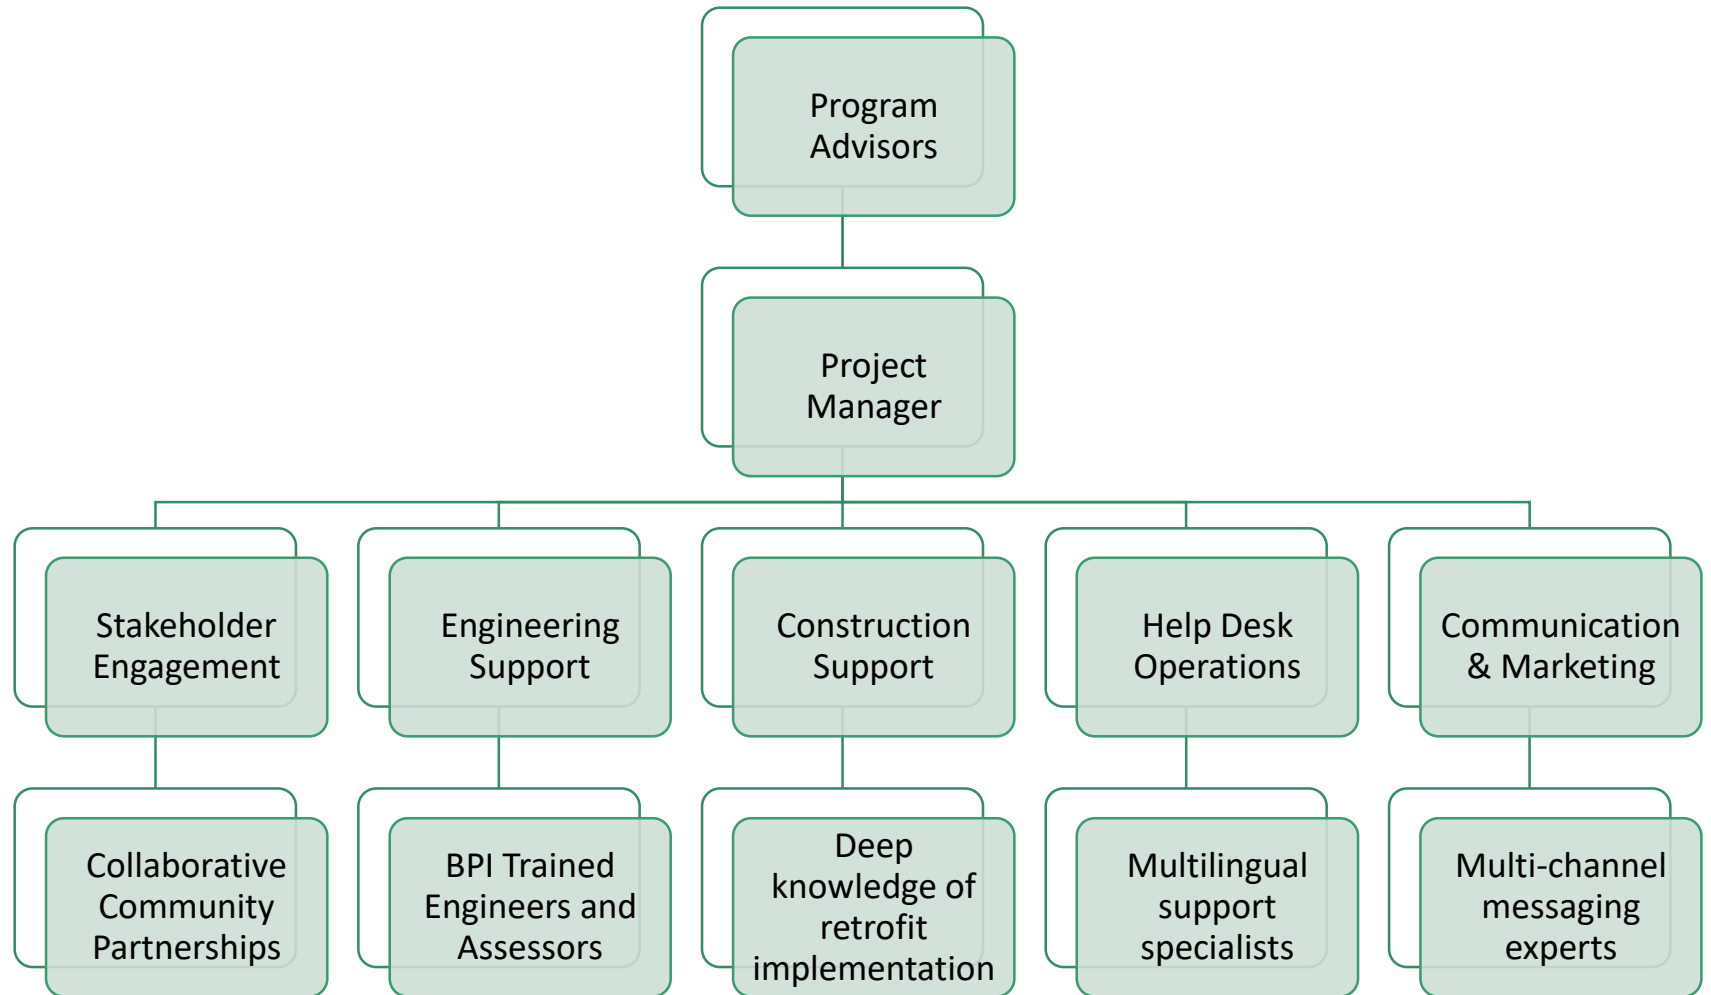 Program
Advisors
Project
Manager
Stakeholder
Engagement
Engineering
Support
Construction
Support
Help Desk
Operations
Communication
& Marketing
Collaborative
Community
Partnerships
BPI Trained
Engineers and
Assessors
Deep
knowledge of
retrofit
implementation
Multilingual
support
specialists
Multi-channel
messaging
experts